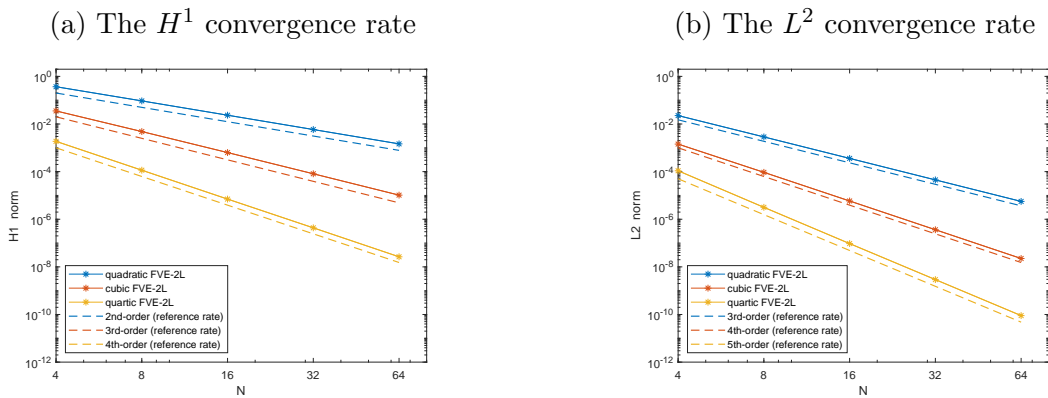 (a) The H^1 convergence rate
10^0
10^-2
10^-4
10^-6
10^-8
10^-10
10^-12
H1 norm
quadratic FVE-2L
cubic FVE-2L
quartic FVE-2L
2nd-order (reference rate)
3rd-order (reference rate)
4th-order (reference rate)
4 8 16 32 64
N
(b) The L^2 convergence rate
10^0
10^-2
10^-4
10^-6
10^-8
10^-10
10^-12
L2 norm
quadratic FVE-2L
cubic FVE-2L
quartic FVE-2L
3rd-order (reference rate)
4th-order (reference rate)
5th-order (reference rate)
4 8 16 32 64
N